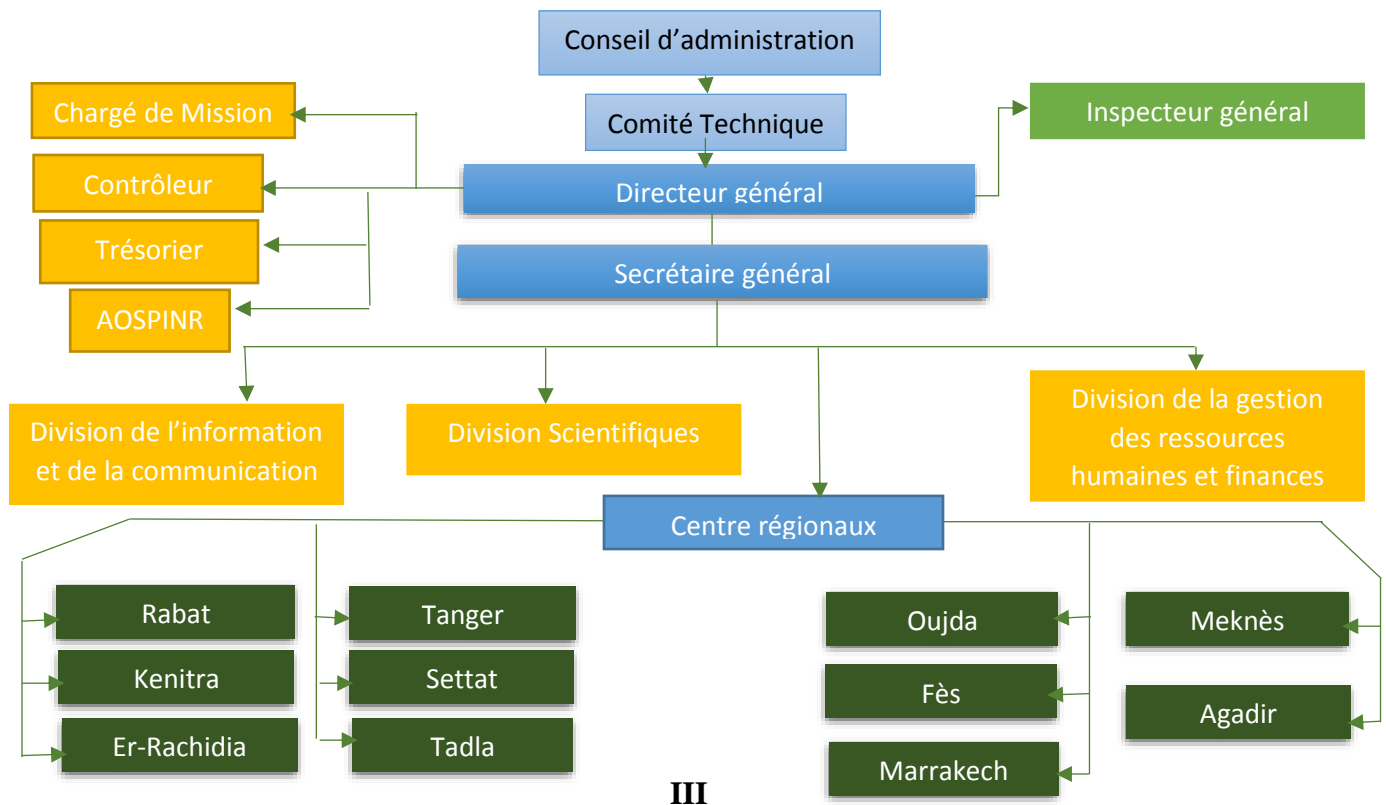 Conseil d'administration
Chargé de Mission
Comité Technique
Inspecteur général
Contrôleur
Directeur général
Trésorier
Secrétaire général
AOSPINR
Division de l'information
et de la communication
Division Scientifiques
Division de la gestion
des ressources
humaines et finances
Centre régionaux
Rabat
Tanger
Oujda
Meknès
Kenitra
Settat
Fès
Agadir
Er-Rachidia
Tadla
Marrakech
III